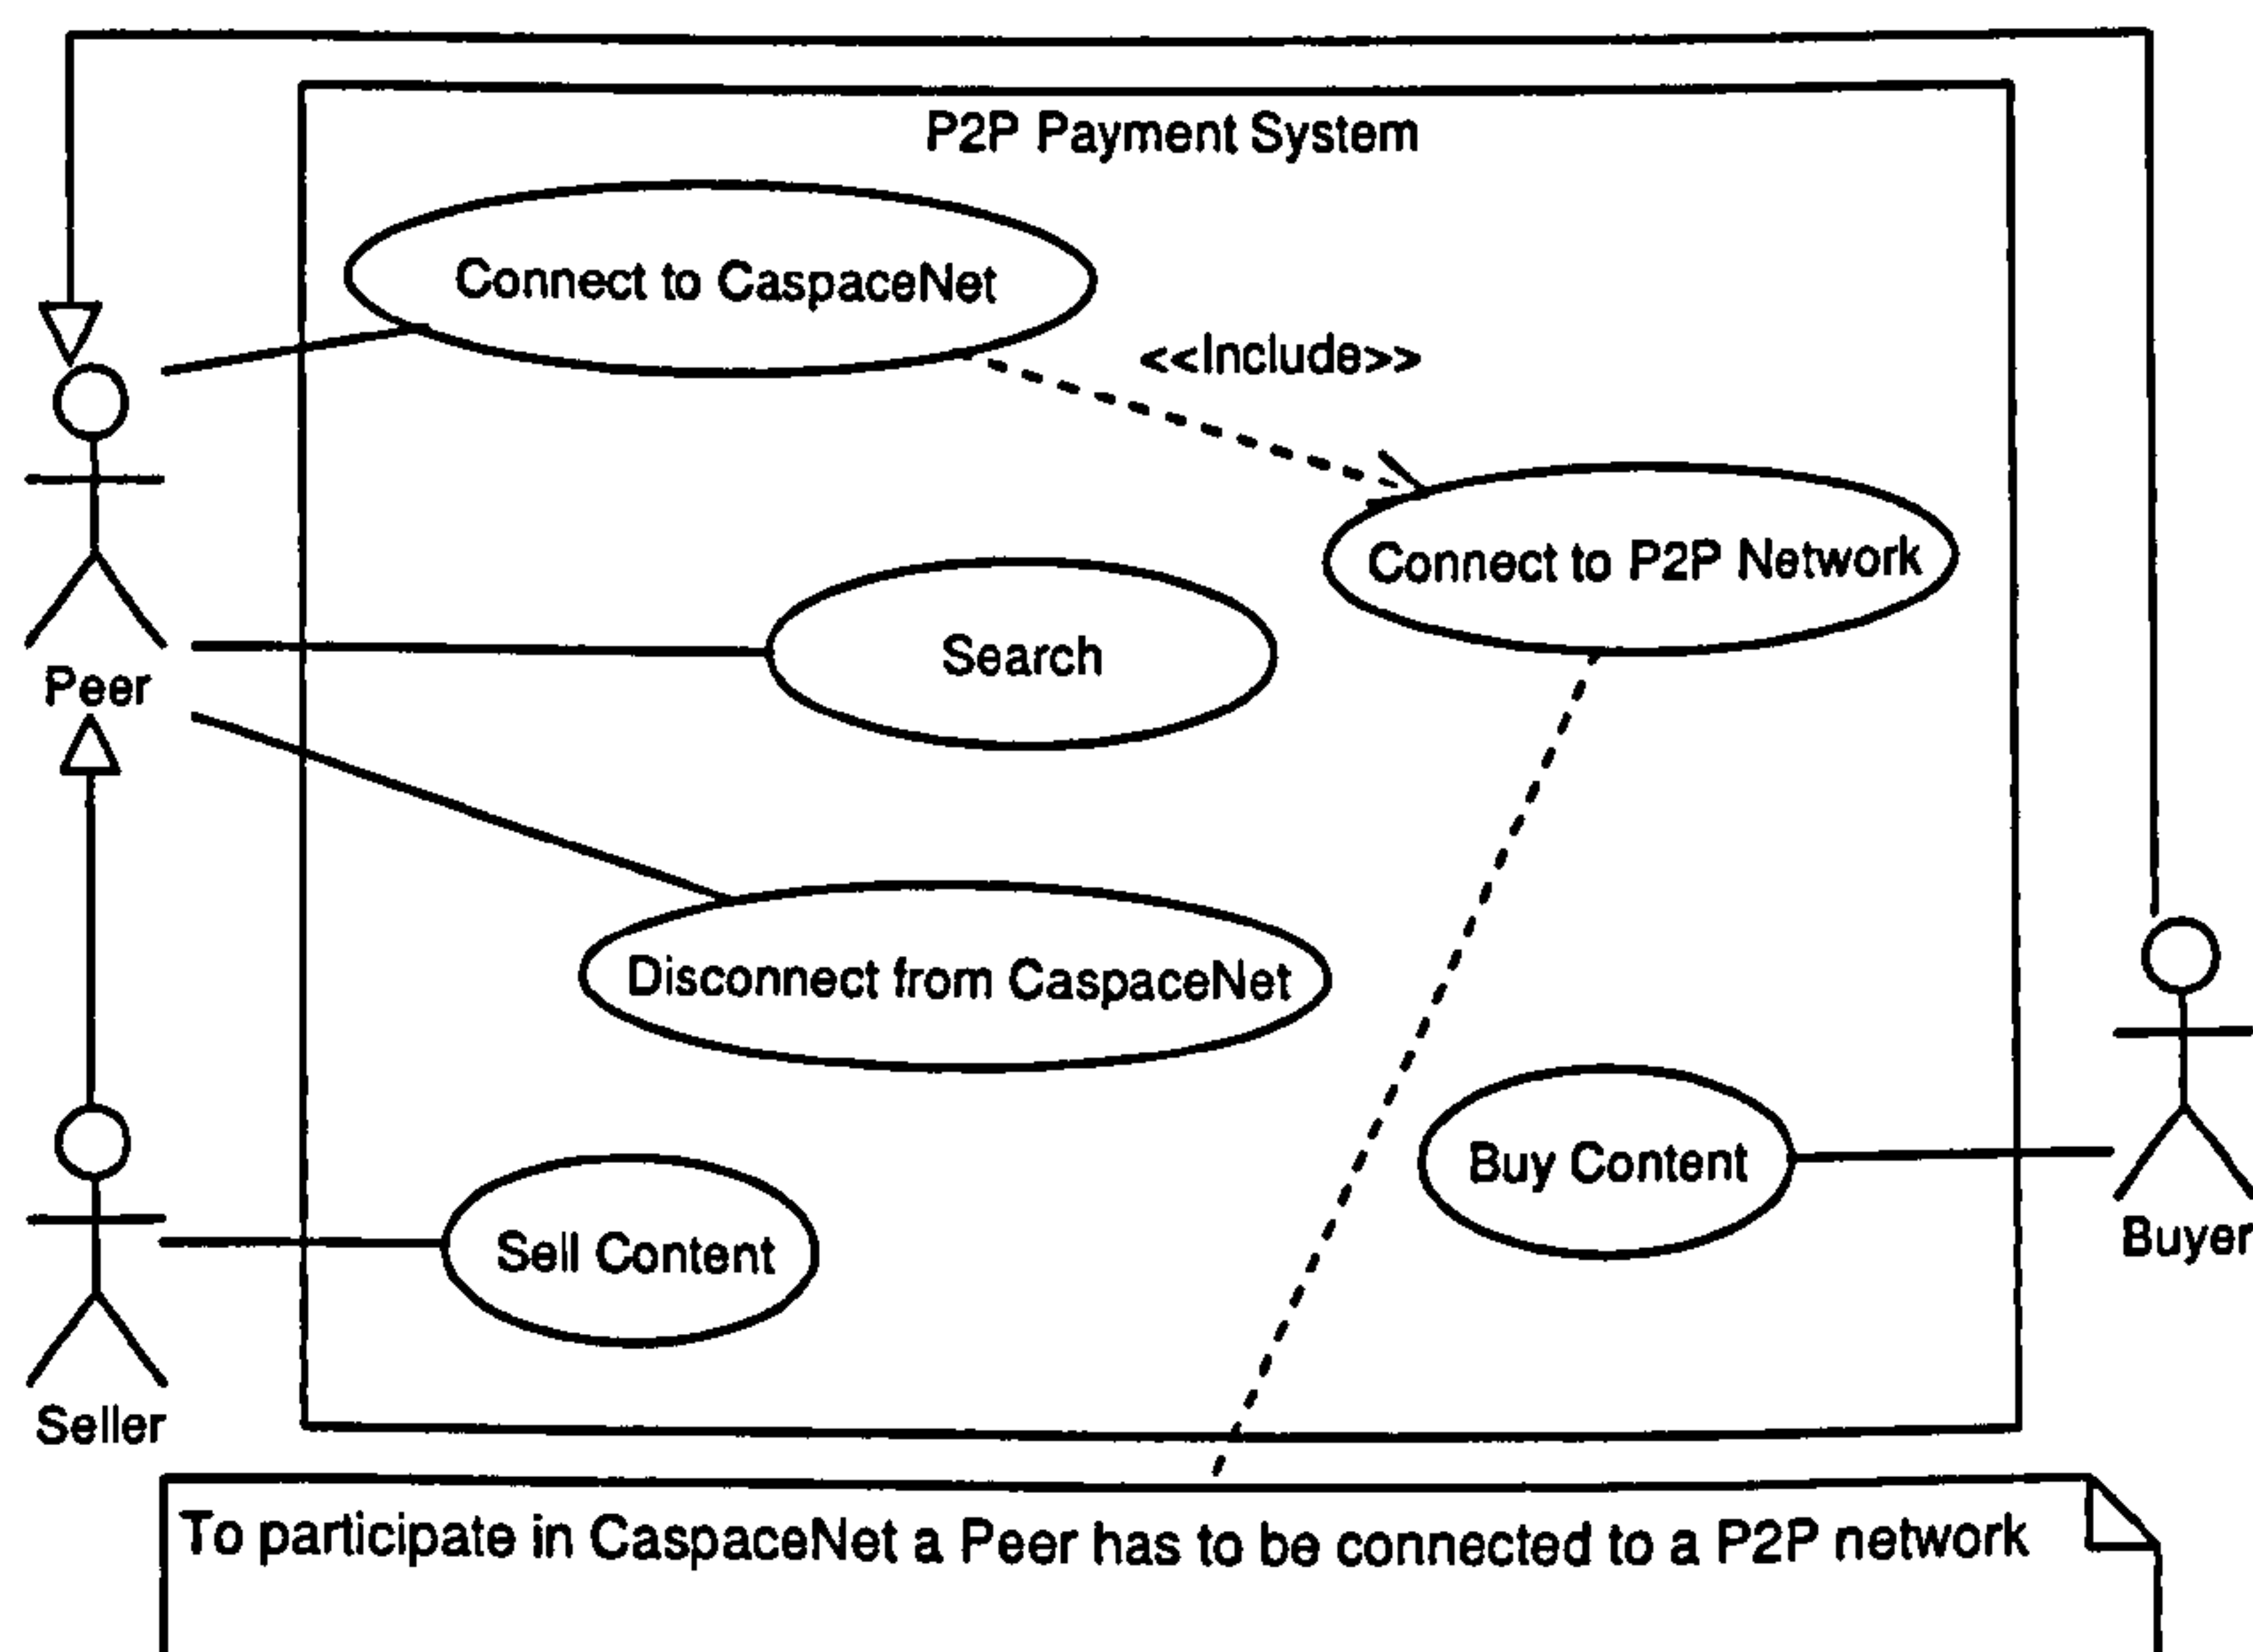 P2P Payment System
Connect to CaspaceNet
<<Include>>
Connect to P2P Network
Search
Peer
Disconnect from CaspaceNet
Buy Content
Buyer
Sell Content
Seller
To participate in CaspaceNet a Peer has to be connected to a P2P network